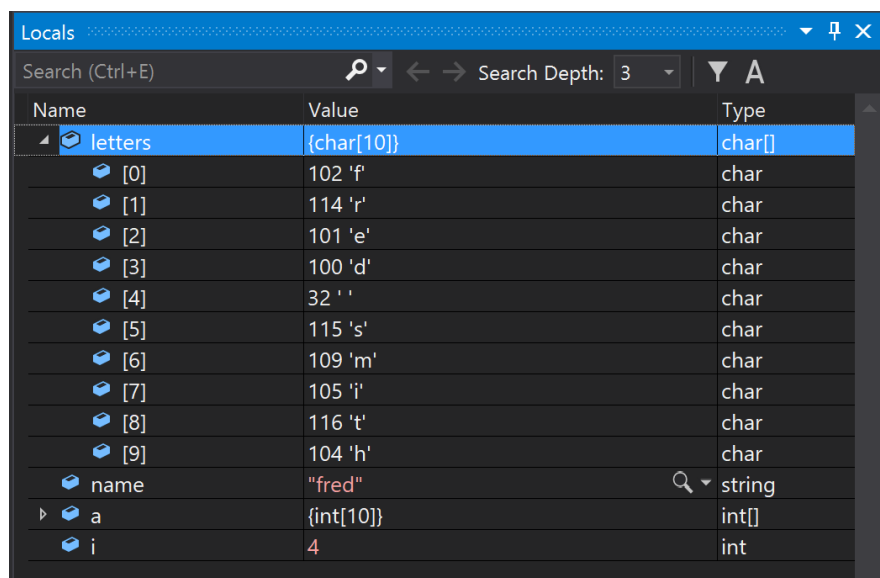 Locals
Search (Ctrl+E) Search Depth: 3 A
Name Value Type
letters {char[10]} char[]
[0] 102 'f' char
[1] 114 'r' char
[2] 101 'e' char
[3] 100 'd' char
[4] 32 ' ' char
[5] 115 's' char
[6] 109 'm' char
[7] 105 'i' char
[8] 116 't' char
[9] 104 'h' char
name "fred" string
a {int[10]} int[]
i 4 int